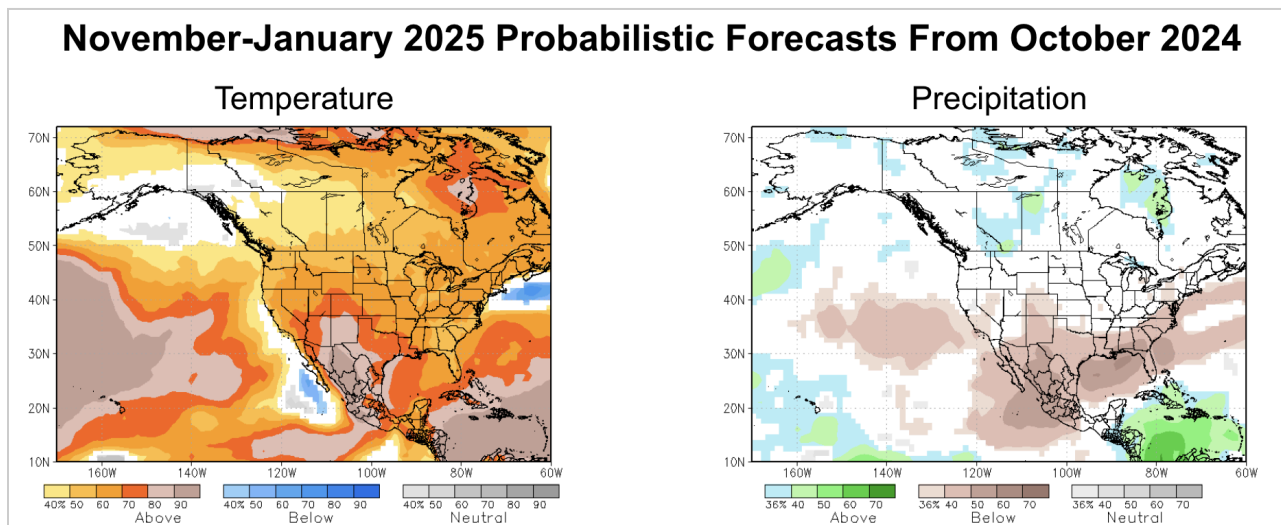 November-January 2025 Probabilistic Forecasts From October 2024
Temperature
Precipitation
70N
60N
50N
40N
30N
20N
10N
160W 140W 120W 100W 80W 60W
40% 50 60 70 80 90
Above
40% 50 60 70 80 90
Below
40% 50 60 70 80 90
Neutral
70N
60N
50N
40N
30N
20N
10N
160W 140W 120W 100W 80W 60W
36% 40 50 60 70
Above
36% 40 50 60 70
Below
36% 40 50 60 70
Neutral